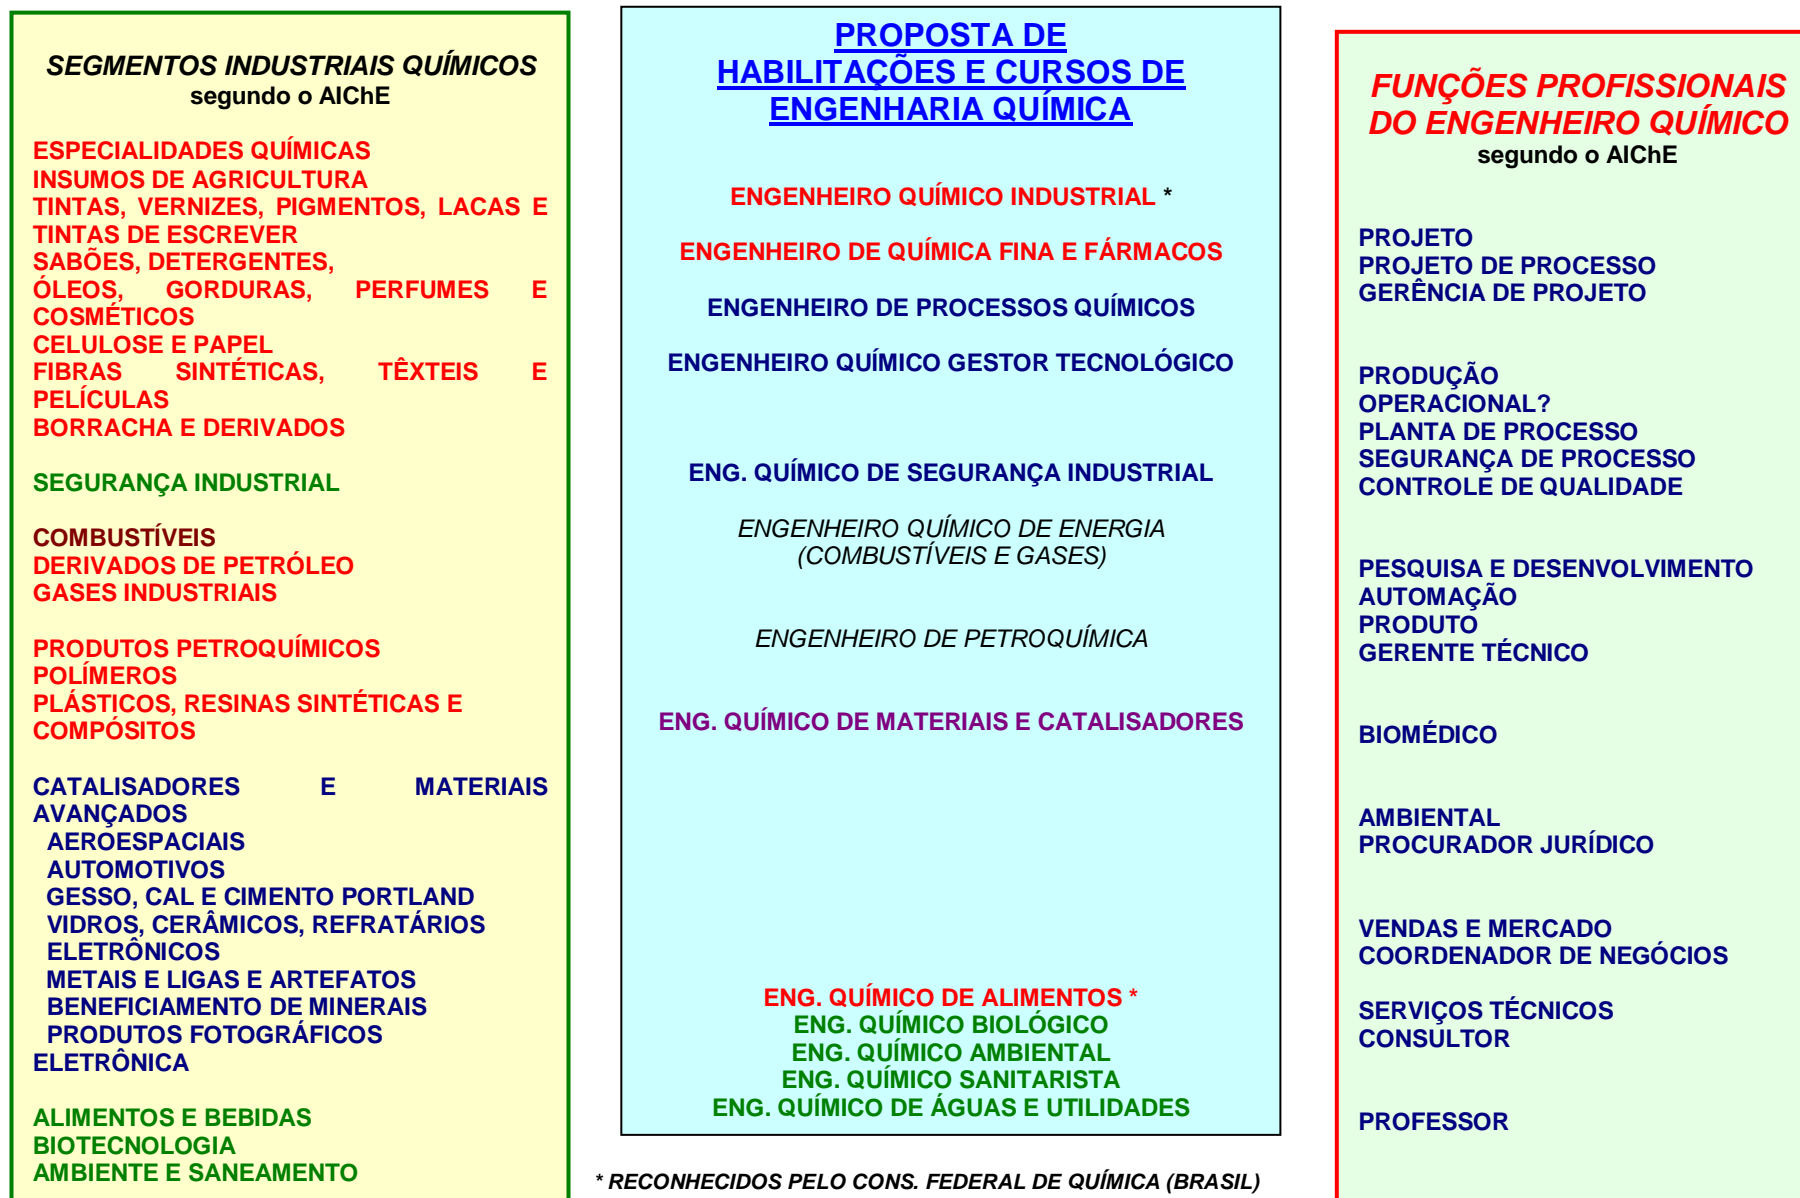 SEGMENTOS INDUSTRIAIS QUÍMICOS
segundo o AIChE
ESPECIALIDADES QUÍMICAS
INSUMOS DE AGRICULTURA
TINTAS, VERNIZES, PIGMENTOS, LACAS E
TINTAS DE ESCREVER
SABÕES, DETERGENTES,
ÓLEOS, GORDURAS, PERFUMES E
COSMÉTICOS
CELULOSE E PAPEL
FIBRAS SINTÉTICAS, TÊXTEIS E
PELÍCULAS
BORRACHA E DERIVADOS
SEGURANÇA INDUSTRIAL
COMBUSTÍVEIS
DERIVADOS DE PETRÓLEO
GASES INDUSTRIAIS
PRODUTOS PETROQUÍMICOS
POLÍMEROS
PLÁSTICOS, RESINAS SINTÉTICAS E
COMPÓSITOS
CATALISADORES E MATERIAIS
AVANÇADOS
AEROESPACIAIS
AUTOMOTIVOS
GESSO, CAL E CIMENTO PORTLAND
VIDROS, CERÂMICOS, REFRATÁRIOS
ELETRÔNICOS
METAIS E LIGAS E ARTEFATOS
BENEFICIAMENTO DE MINERAIS
PRODUTOS FOTOGRÁFICOS
ELETRÔNICA
ALIMENTOS E BEBIDAS
BIOTECNOLOGIA
AMBIENTE E SANEAMENTO
PROPOSTA DE
HABILITAÇÕES E CURSOS DE
ENGENHARIA QUÍMICA
ENGENHEIRO QUÍMICO INDUSTRIAL *
ENGENHEIRO DE QUÍMICA FINA E FÁRMACOS
ENGENHEIRO DE PROCESSOS QUÍMICOS
ENGENHEIRO QUÍMICO GESTOR TECNOLÓGICO
ENG. QUÍMICO DE SEGURANÇA INDUSTRIAL
ENGENHEIRO QUÍMICO DE ENERGIA
(COMBUSTÍVEIS E GASES)
ENGENHEIRO DE PETROQUÍMICA
ENG. QUÍMICO DE MATERIAIS E CATALISADORES
ENG. QUÍMICO DE ALIMENTOS *
ENG. QUÍMICO BIOLÓGICO
ENG. QUÍMICO AMBIENTAL
ENG. QUÍMICO SANITARISTA
ENG. QUÍMICO DE ÁGUAS E UTILIDADES
* RECONHECIDOS PELO CONS. FEDERAL DE QUÍMICA (BRASIL)
FUNÇÕES PROFISSIONAIS
DO ENGENHEIRO QUÍMICO
segundo o AIChE
PROJETO
PROJETO DE PROCESSO
GERÊNCIA DE PROJETO
PRODUÇÃO
OPERACIONAL?
PLANTA DE PROCESSO
SEGURANÇA DE PROCESSO
CONTROLE DE QUALIDADE
PESQUISA E DESENVOLVIMENTO
AUTOMAÇÃO
PRODUTO
GERENTE TÉCNICO
BIOMÉDICO
AMBIENTAL
PROCURADOR JURÍDICO
VENDAS E MERCADO
COORDENADOR DE NEGÓCIOS
SERVIÇOS TÉCNICOS
CONSULTOR
PROFESSOR